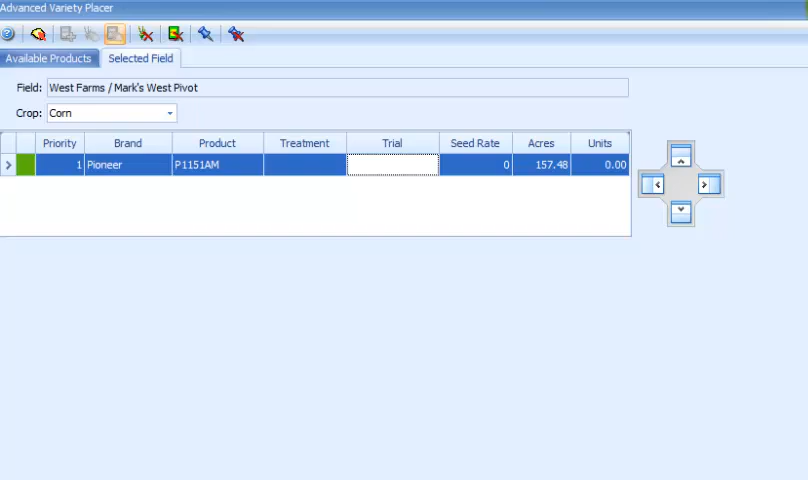 Advanced Variety Placer
Available Products Selected Field
Field: West Farms / Mark's West Pivot
Crop: Corn
Priority Brand Product Treatment Trial Seed Rate Acres Units
1 Pioneer P1151AM 0 157.48 0.00